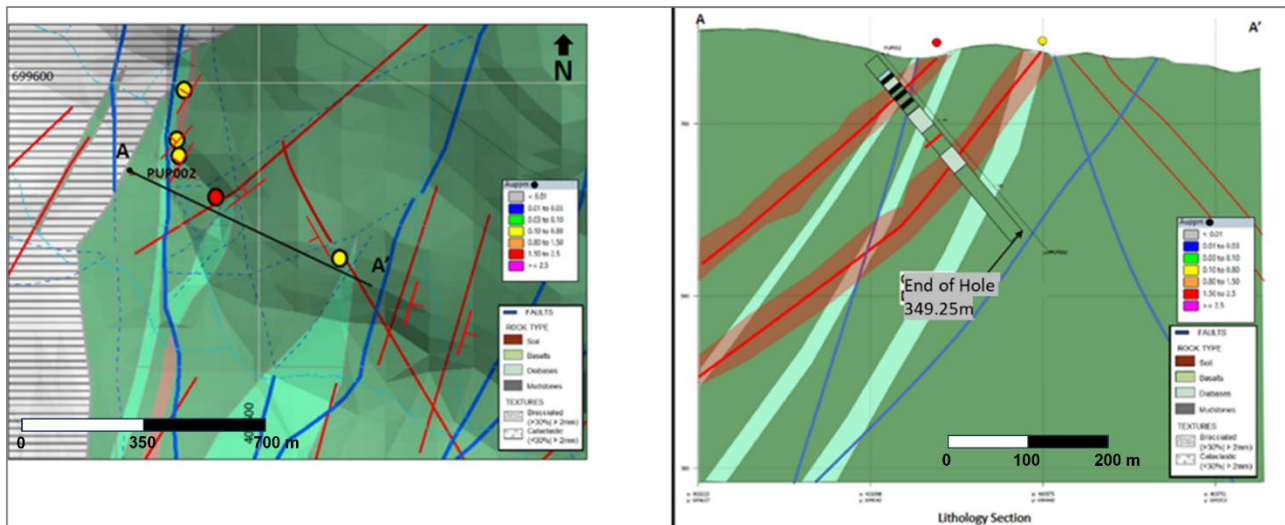 699600
N
A
PUP002
A'
Auppm
< 0.01
0.01 to 0.03
0.03 to 0.10
0.10 to 0.80
0.80 to 1.50
1.50 to 2.5
>= 2.5
FAULTS
ROCK TYPE
Soil
Basalts
Diabases
Mudstones
TEXTURES
Brecciated
(>30%| > 2mm)
Cataclastic
(<30%| > 2mm)
0 350 700 m
A
A'
PUP002
End of Hole
349.25m
Auppm
< 0.01
0.01 to 0.03
0.03 to 0.10
0.10 to 0.80
0.80 to 1.50
1.50 to 2.5
>= 2.5
FAULTS
ROCK TYPE
Soil
Basalts
Diabases
Mudstones
TEXTURES
Brecciated
(>30%| > 2mm)
Cataclastic
(<30%| > 2mm)
0 100 200 m
Lithology Section